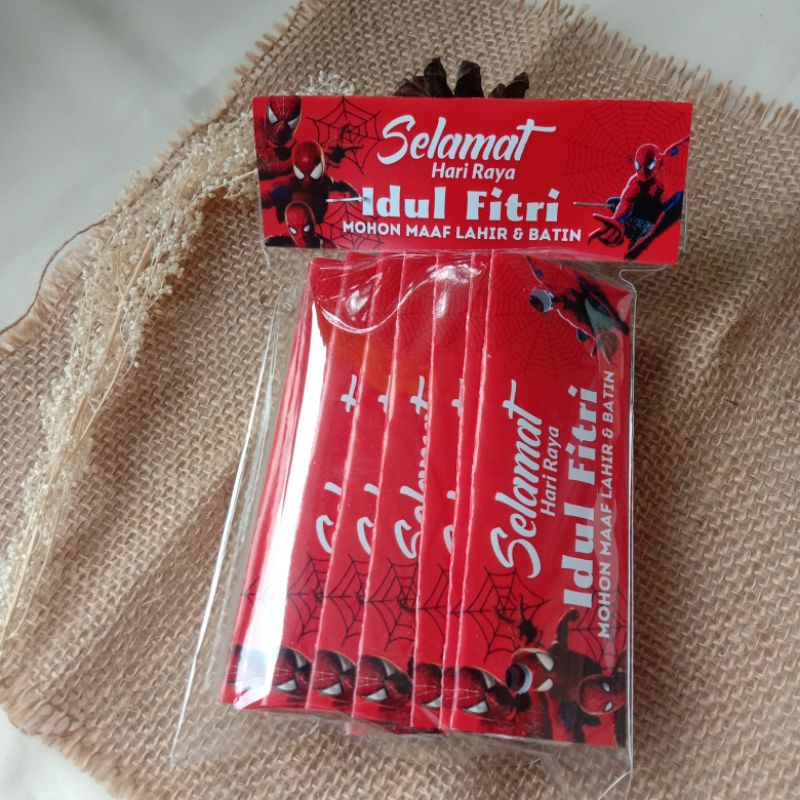 Selamat
Hari Raya
Idul Fitri
MOHON MAAF LAHIR & BATIN
Selamat
Hari Raya
Idul Fitri
MOHON MAAF LAHIR & BATIN